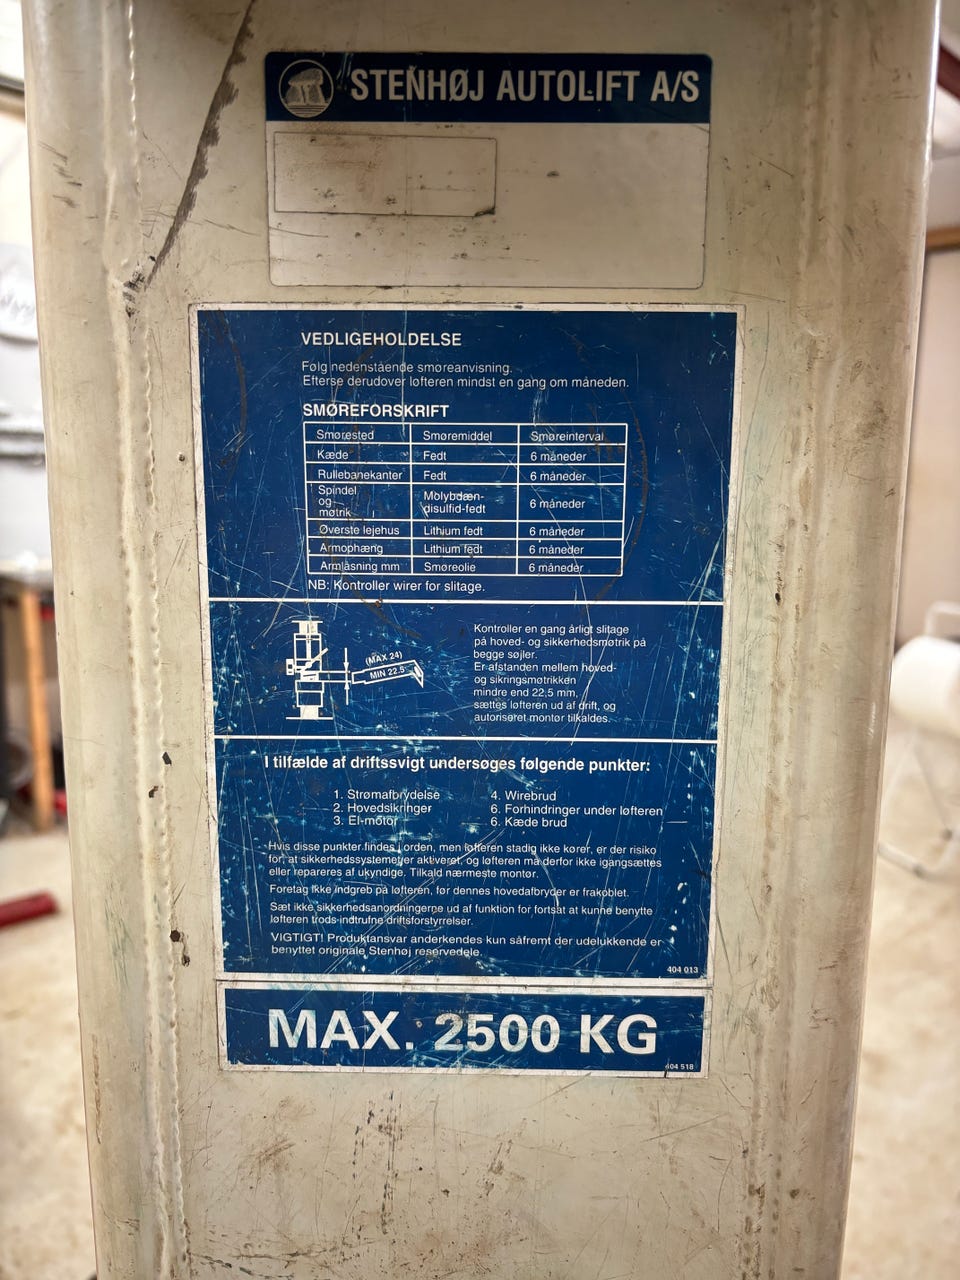 STENHØJ AUTOLIFT A/S
VEDLIGEHOLDELSE
Følg nedenstående smøreanvisning.
Efterse derudover løfteren mindst en gang om måneden.
SMØREFORSKRIFT
Smørested Smøremiddel Smøreinterval
Kæde Fedt 6 måneder
Rullebanekanter Fedt 6 måneder
Spindel
og
møtrik
Molybdæn-
disulfid-fedt
6 måneder
Øverste lejehus Lithium fedt 6 måneder
Armophæng Lithium fedt 6 måneder
Armlåsning mm Smøreolie 6 måneder
NB: Kontroller wirer for slitage.
(MAX 24)
MIN 22.5
Kontroller en gang årligt slitage
på hoved- og sikkerhedsmøtrik på
begge søjler.
Er afstanden mellem hoved-
og sikringsmøtrikken
mindre end 22,5 mm,
sættes løfteren ud af drift, og
autoriseret montør tilkaldes.
I tilfælde af driftssvigt undersøges følgende punkter:
1. Strømafbrydelse
2. Hovedsikringer
3. El-motor
4. Wirebrud
6. Forhindringer under løfteren
6. Kæde brud
Hvis disse punkter findes i orden, men løfteren stadig ikke kører, er der risiko
for, at sikkerhedssystemet er aktiveret, og løfteren må derfor ikke igangsættes
eller repareres af ukyndige. Tilkald nærmeste montør.
Foretag ikke indgreb på løfteren, før dennes hovedafbryder er frakoblet.
Sæt ikke sikkerhedsanordningerne ud af funktion for fortsat at kunne benytte
løfteren trods indtrufne driftsforstyrrelser.
VIGTIGT! Produktansvar anderkendes kun såfremt der udelukkende er
benyttet originale Stenhøj reservedele.
404 013
MAX. 2500 KG
404 518